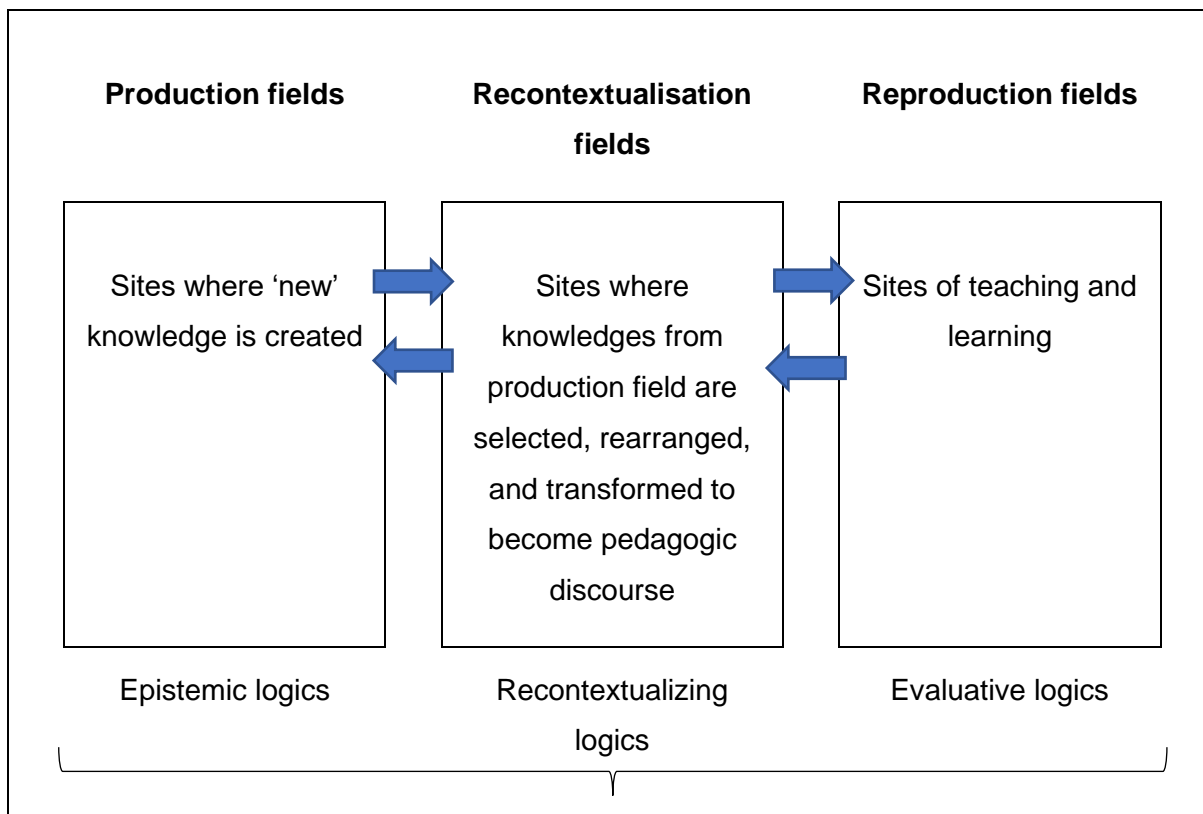 Production fields
Recontextualisation
fields
Reproduction fields
Sites where ‘new’
knowledge is created
Sites where
knowledges from
production field are
selected, rearranged,
and transformed to
become pedagogic
discourse
Sites of teaching and
learning
Epistemic logics
Recontextualizing
logics
Evaluative logics